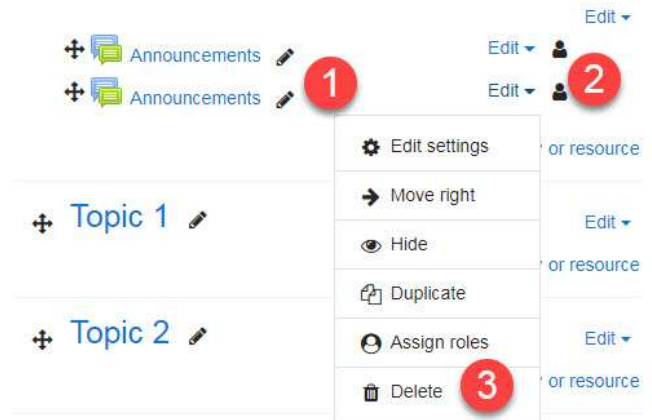 Edit
Announcements Edit
Announcements 1 Edit 2
Edit settings
or resource
Move right
Topic 1 Edit
Hide
or resource
Duplicate
Topic 2 Assign roles Edit
Delete 3 or resource